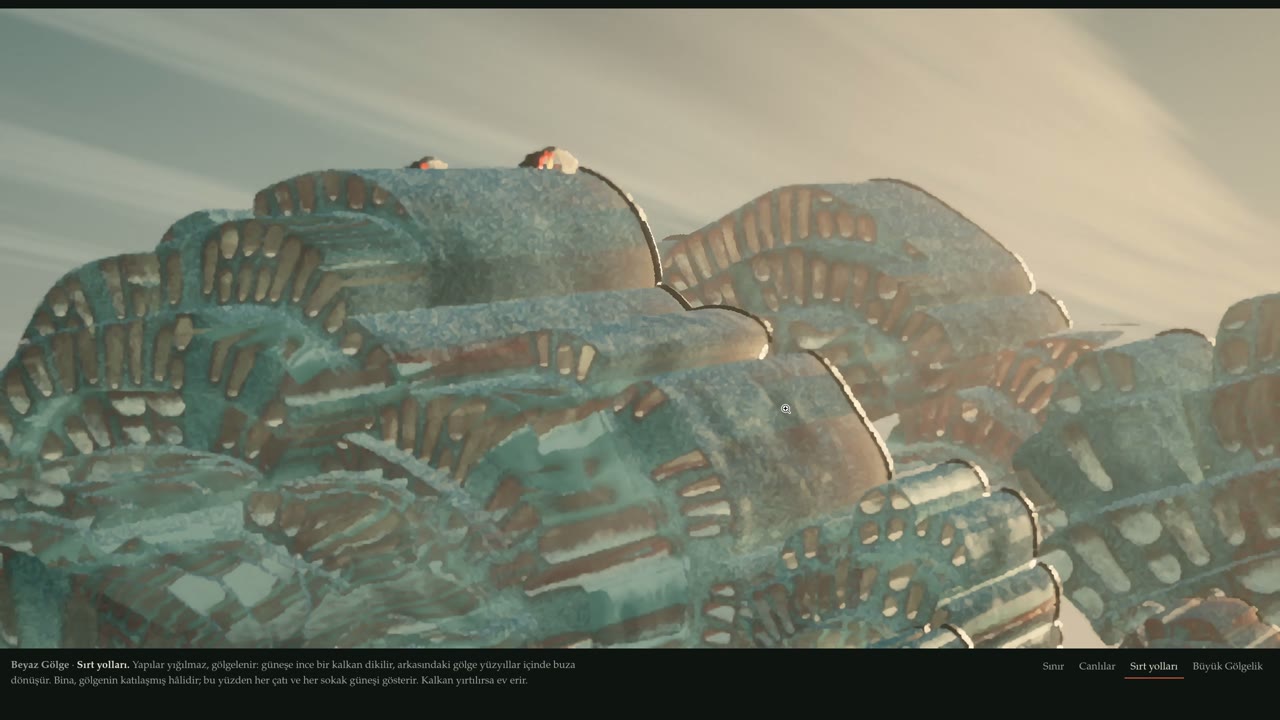 Beyaz Gölge · Sırt yolları. Yapılar yığılmaz, gölgelenir: güneşe ince bir kalkan dikilir, arkasındaki gölge yüzyıllar içinde buza
dönüşür. Bina, gölgenin katılaşmış hâlidir; bu yüzden her çatı ve her sokak güneşi gösterir. Kalkan yırtılırsa ev erir.
Sınır Canlılar Sırt yolları Büyük Gölgelik